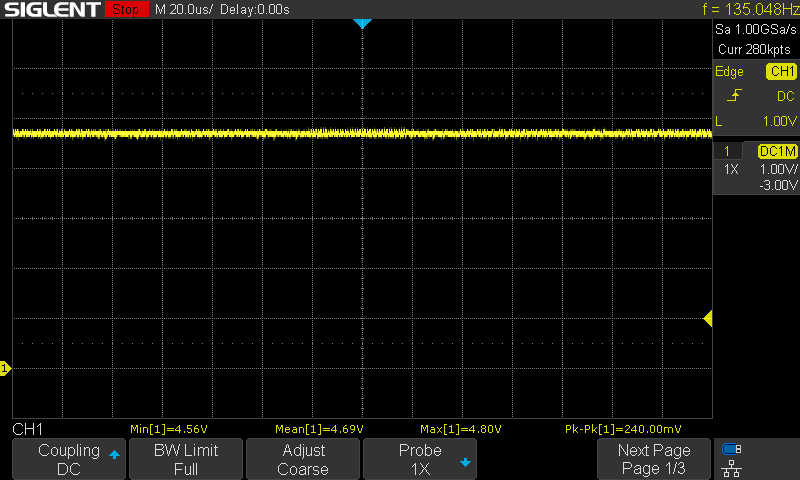 SIGLENT Stop M 20.0us/ Delay:0.00s f = 135.048Hz
Sa 1.00GSa/s
Curr 280kpts
Edge CH1
DC
L 1.00V
1 DC1M
1X 1.00V/
-3.00V
1
CH1 Min[1]=4.56V Mean[1]=4.69V Max[1]=4.80V Pk-Pk[1]=240.00mV
Coupling BW Limit Adjust Probe Next Page
DC Full Coarse 1X Page 1/3